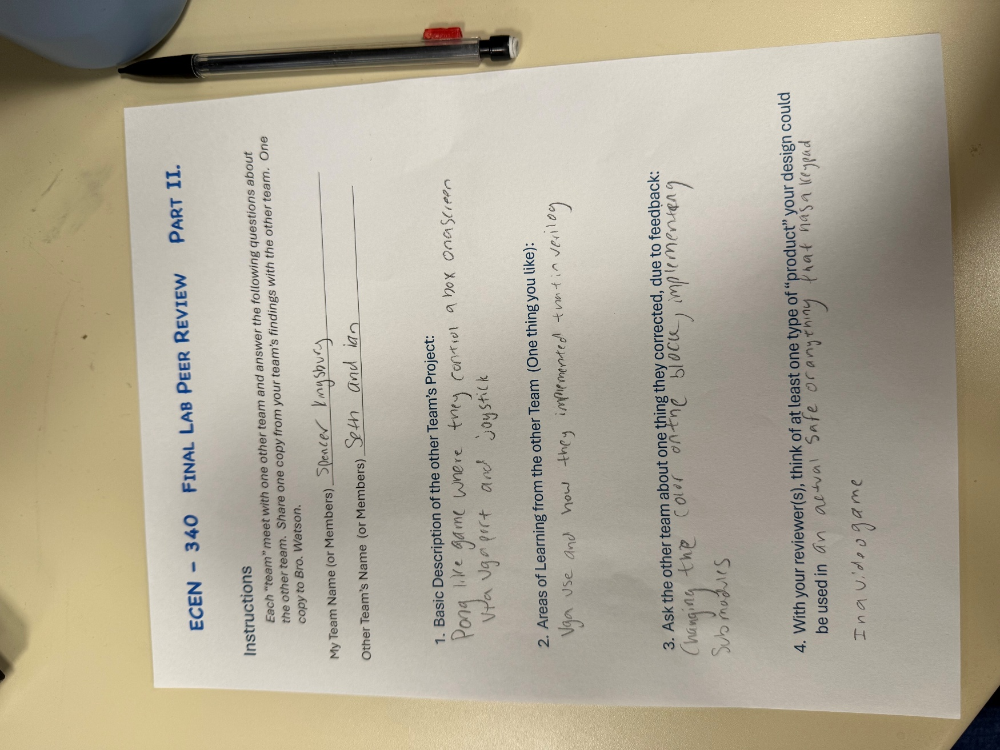 ECEN – 340 FINAL LAB PEER REVIEW PART II.
Instructions
Each “team” meet with one other team and answer the following questions about
the other team. Share one copy from your team’s findings with the other team. One
copy to Bro. Watson.
My Team Name (or Members) Spencer kingsbury
Other Team’s Name (or Members) Seth and ian
1. Basic Description of the other Team’s Project:
Pong like game where they control a box on a screen
via vga port and joystick
2. Areas of Learning from the other Team (One thing you like):
Vga use and how they implemented that in verilog
3. Ask the other team about one thing they corrected, due to feedback:
Changing the color on the block, implementing
Submodules
4. With your reviewer(s), think of at least one type of “product” your design could
be used in an actual safe or anything that has a keypad
In a video game